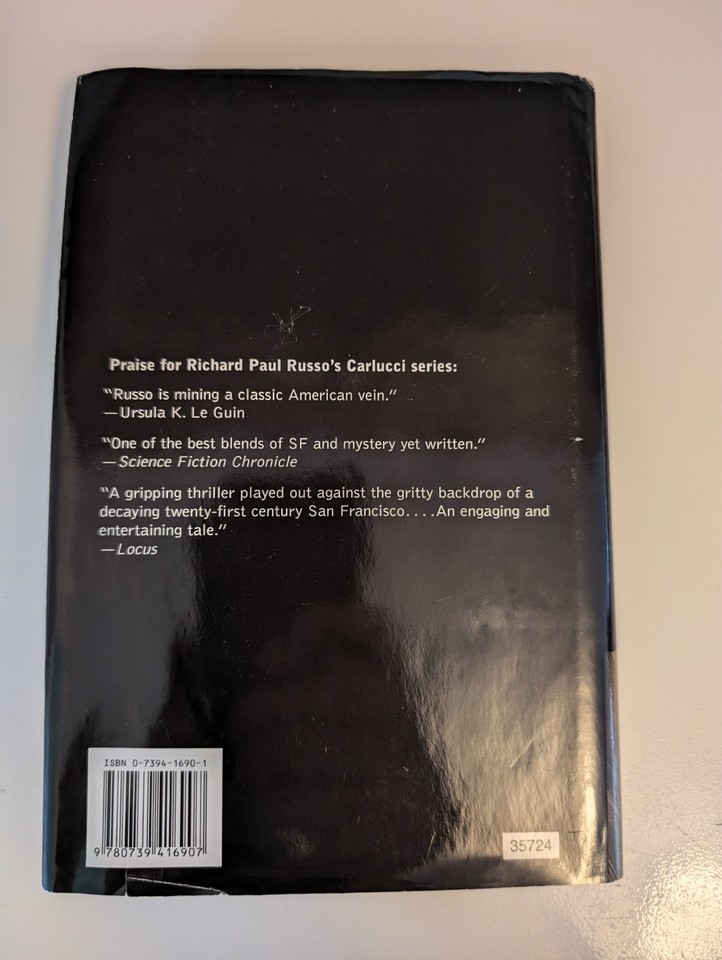 Praise for Richard Paul Russo's Carlucci series:
"Russo is mining a classic American vein."
—Ursula K. Le Guin
"One of the best blends of SF and mystery yet written."
—Science Fiction Chronicle
"A gripping thriller played out against the gritty backdrop of a
decaying twenty-first century San Francisco....An engaging and
entertaining tale."
—Locus
ISBN 0-7394-1690-1
9 780739 416907
35724